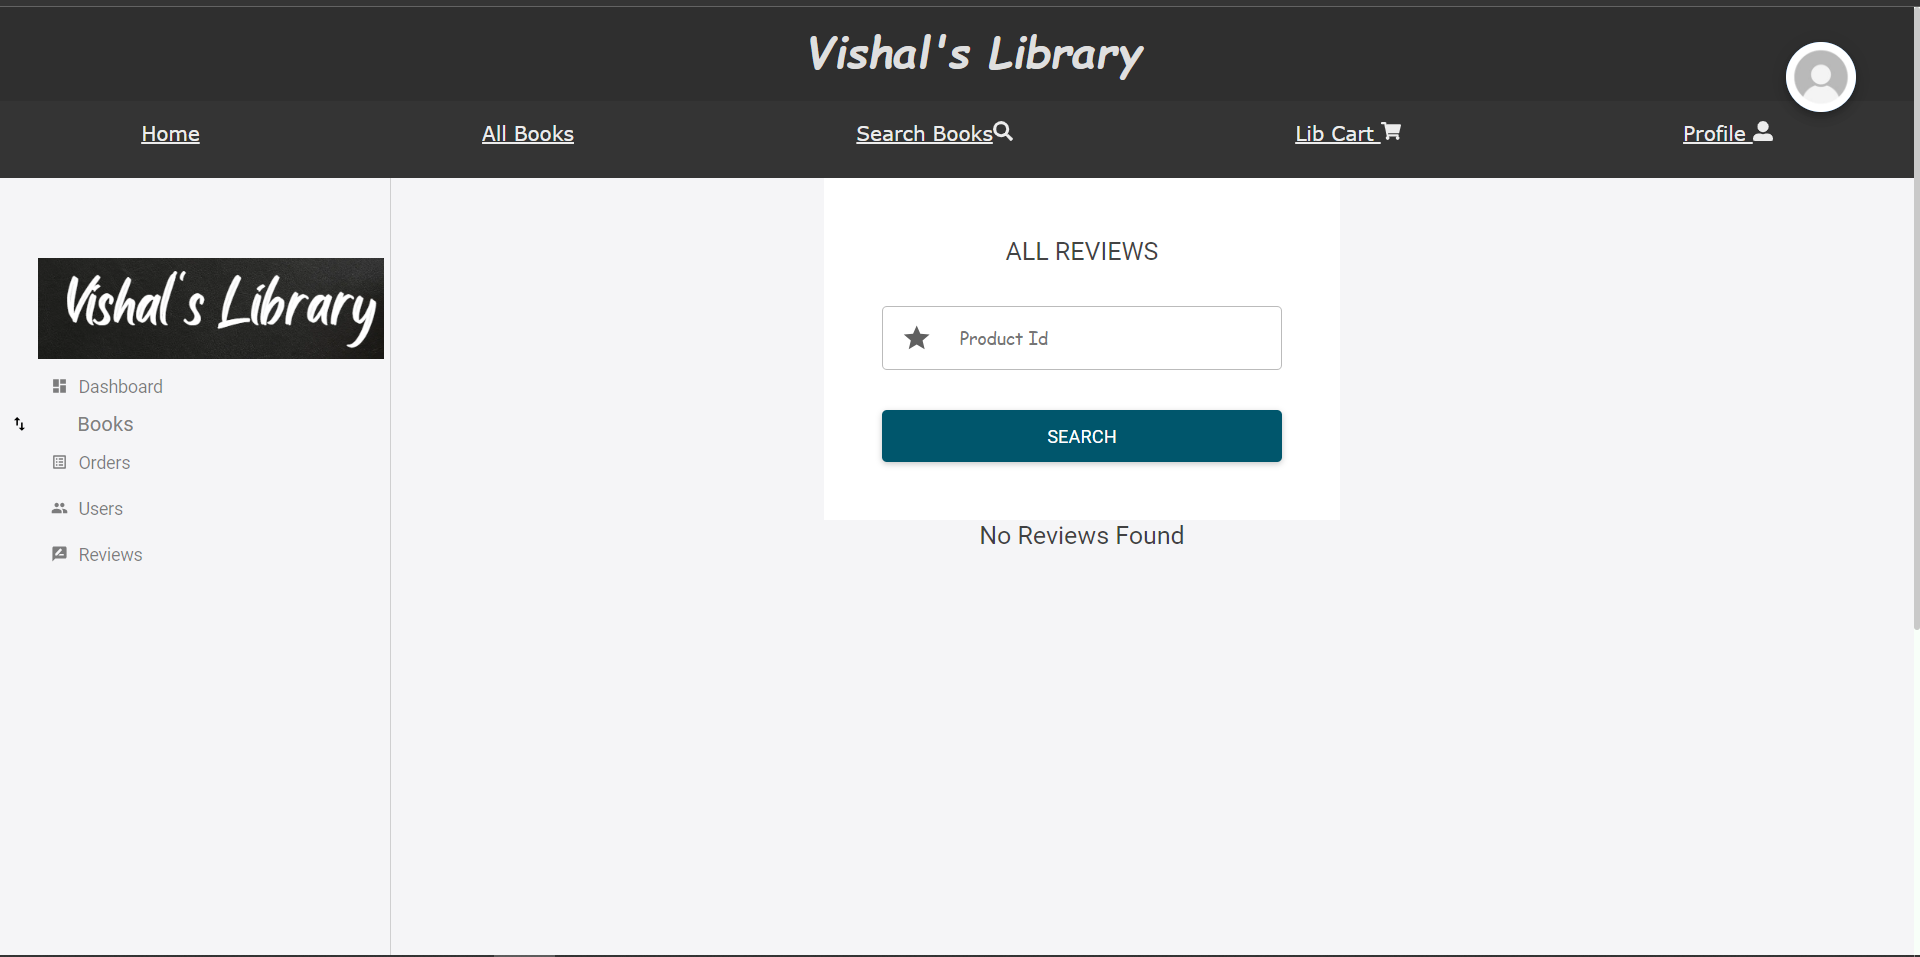 Vishal's Library
Home
All Books
Search Books
Lib Cart
Profile
Vishal's Library
Dashboard
Books
Orders
Users
Reviews
ALL REVIEWS
Product Id
SEARCH
No Reviews Found